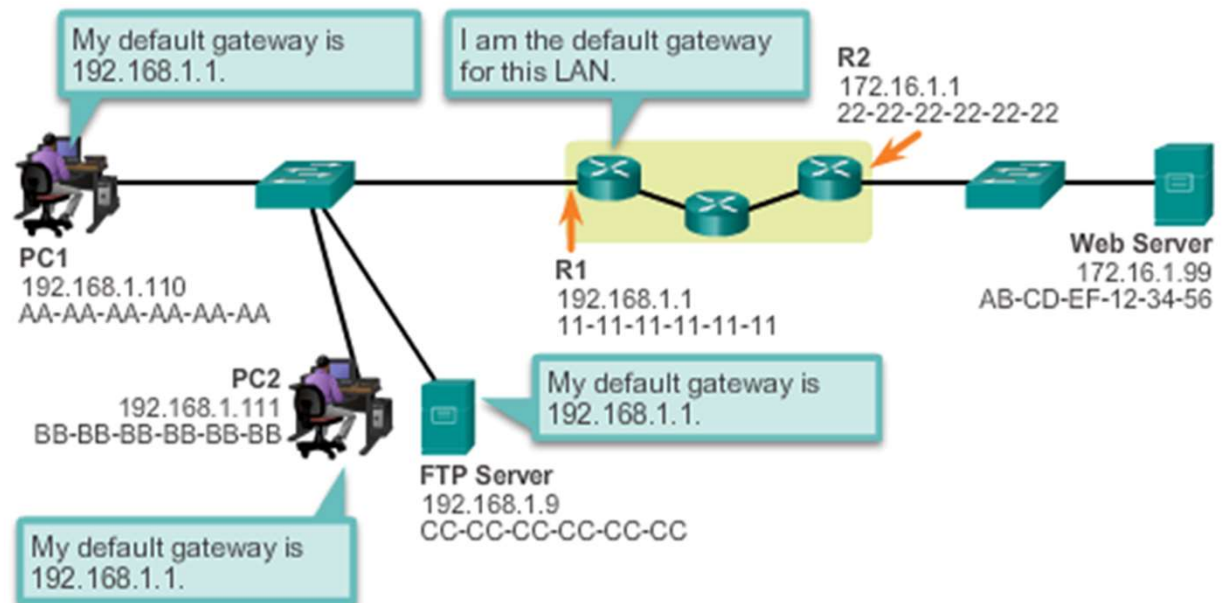 My default gateway is
192.168.1.1.
I am the default gateway
for this LAN.
R2
172.16.1.1
22-22-22-22-22-22
PC1
192.168.1.110
AA-AA-AA-AA-AA-AA
R1
192.168.1.1
11-11-11-11-11-11
Web Server
172.16.1.99
AB-CD-EF-12-34-56
PC2
192.168.1.111
BB-BB-BB-BB-BB-BB
My default gateway is
192.168.1.1.
FTP Server
192.168.1.9
CC-CC-CC-CC-CC-CC
My default gateway is
192.168.1.1.